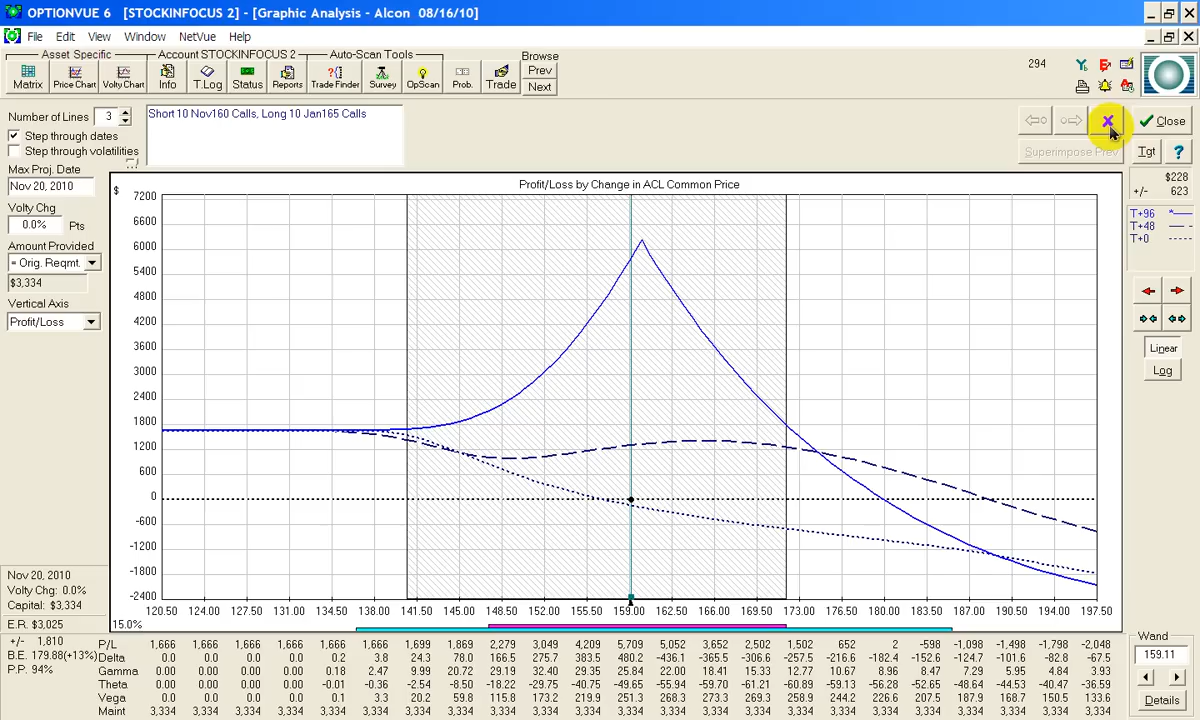 OPTIONVUE 6 [STOCKINFOCUS 2] - [Graphic Analysis - Alcon 08/16/10]
File Edit View Window NetVue Help
Asset Specific Account STOCKINFOCUS 2 Auto-Scan Tools Browse
Matrix Price Chart Volty Chart Info T.Log Status Reports Trade Finder Survey OpScan Prob. Trade Prev Next
294
Number of Lines 3
Step through dates
Step through volatilities
Short 10 Nov160 Calls, Long 10 Jan165 Calls
Close
Superimpose Prev Tgt ?
Max Proj. Date
Nov 20, 2010
Volty Chg
0.0% Pts
Amount Provided
= Orig. Reqmt.
$3,334
Vertical Axis
Profit/Loss
$ Profit/Loss by Change in ACL Common Price
7200
6600
6000
5400
4800
4200
3600
3000
2400
1800
1200
600
0
-600
-1200
-1800
-2400
120.50 124.00 127.50 131.00 134.50 138.00 141.50 145.00 148.50 152.00 155.50 159.00 162.50 166.00 169.50 173.00 176.50 180.00 183.50 187.00 190.50 194.00 197.50
15.0%
$228
+/- 623
T+96
T+48
T+0
Linear
Log
Nov 20, 2010
Volty Chg: 0.0%
Capital: $3,334
E.R. $3,025
+/- 1,810
B.E. 179.88(+13%)
P.P. 94%
P/L 1,666 1,666 1,666 1,666 1,666 1,666 1,699 1,869 2,279 3,049 4,209 5,709 5,052 3,652 2,502 1,502 652 2 -598 -1,098 -1,498 -1,798 -2,048
Delta 0.0 0.0 0.0 0.0 0.2 3.8 24.3 78.0 166.5 275.7 383.5 480.2 -436.1 -365.5 -306.6 -257.5 -216.6 -182.4 -152.6 -124.7 -101.6 -82.8 -67.5
Gamma 0.00 0.00 0.00 0.00 0.16 2.47 9.99 20.72 29.19 32.40 29.35 25.84 22.00 18.41 15.33 12.77 10.67 8.96 8.47 7.29 5.95 4.84 3.93
Theta 0.00 0.00 0.00 0.00 -0.01 -0.36 -2.54 -8.50 -18.22 -29.75 -40.75 -49.65 -55.94 -59.70 -61.21 -60.89 -59.13 -56.28 -52.65 -48.64 -44.53 -40.47 -36.59
Vega 0.0 0.0 0.0 0.0 0.1 3.3 20.2 59.8 115.8 173.2 219.9 251.3 268.3 273.3 269.3 258.9 244.2 226.6 207.5 187.9 168.7 150.5 133.6
Maint 3,334 3,334 3,334 3,334 3,334 3,334 3,334 3,334 3,334 3,334 3,334 3,334 3,334 3,334 3,334 3,334 3,334 3,334 3,334 3,334 3,334 3,334 3,334
Wand
159.11
Details